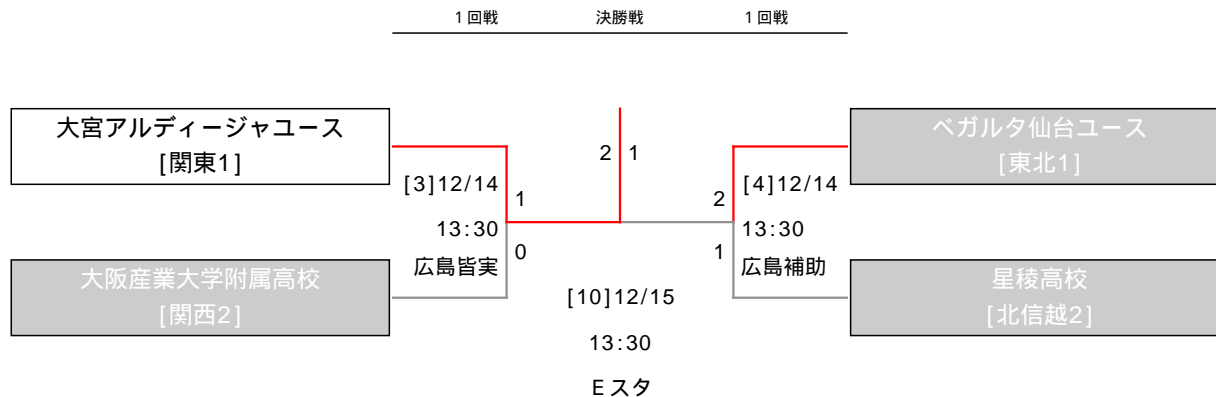 1回戦 決勝戦 1回戦
大宮アルディージャユース
[関東1]
[3]12/14
1
13:30
0
広島皆実
大阪産業大学附属高校
[関西2]
2 1
[10]12/15
13:30
Eスタ
ベガルタ仙台ユース
[東北1]
[4]12/14
2
13:30
1
広島補助
星稜高校
[北信越2]